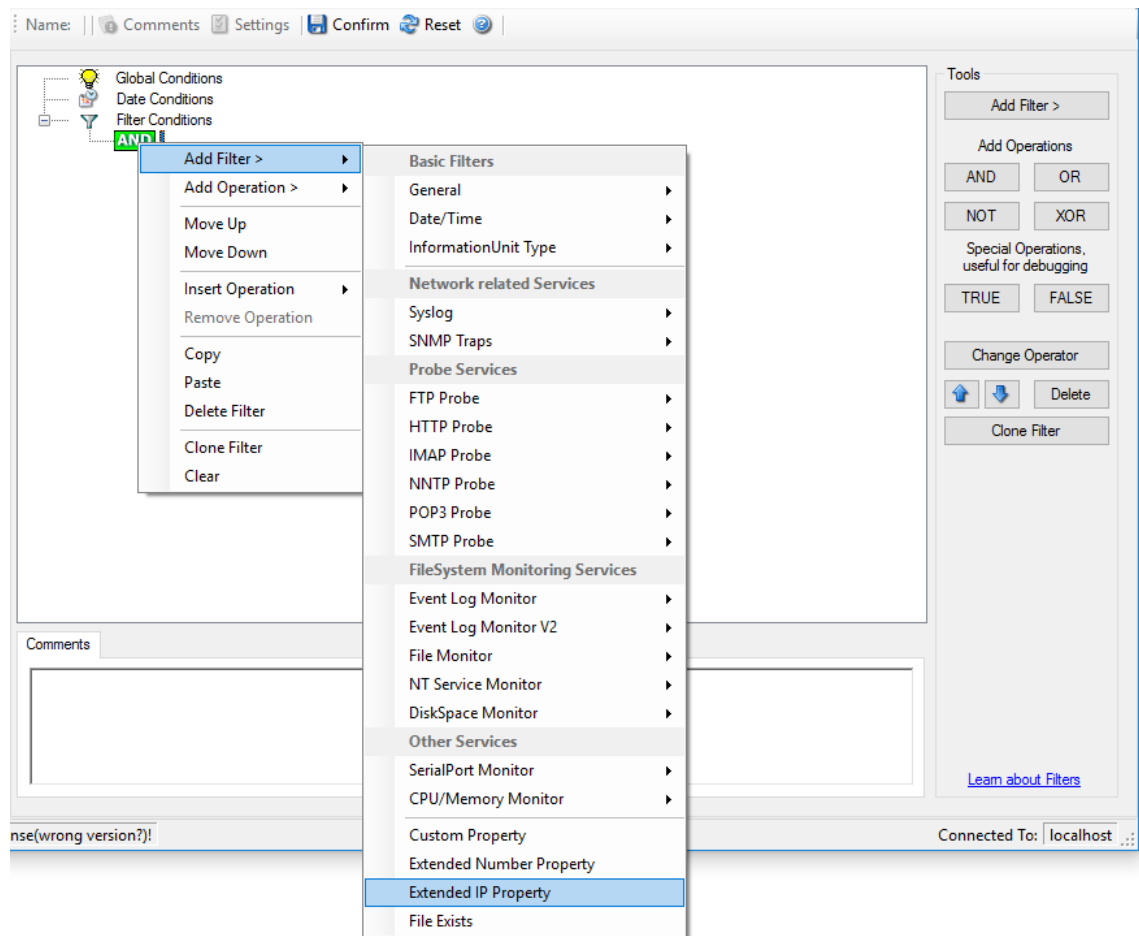 Name: Comments Settings Confirm Reset
Global Conditions
Date Conditions
Filter Conditions
AND
Add Filter >
Add Operation >
Move Up
Move Down
Insert Operation
Remove Operation
Copy
Paste
Delete Filter
Clone Filter
Clear
Basic Filters
General
Date/Time
InformationUnit Type
Network related Services
Syslog
SNMP Traps
Probe Services
FTP Probe
HTTP Probe
IMAP Probe
NNTP Probe
POP3 Probe
SMTP Probe
FileSystem Monitoring Services
Event Log Monitor
Event Log Monitor V2
File Monitor
NT Service Monitor
DiskSpace Monitor
Other Services
SerialPort Monitor
CPU/Memory Monitor
Custom Property
Extended Number Property
Extended IP Property
File Exists
Tools
Add Filter >
Add Operations
AND OR
NOT XOR
Special Operations,
useful for debugging
TRUE FALSE
Change Operator
Delete
Clone Filter
Learn about Filters
Comments
nse(wrong version?)!
Connected To: localhost